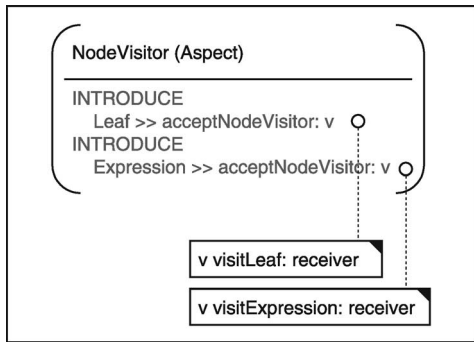 NodeVisitor (Aspect)
INTRODUCE
Leaf >> acceptNodeVisitor: v
INTRODUCE
Expression >> acceptNodeVisitor: v
v visitLeaf: receiver
v visitExpression: receiver